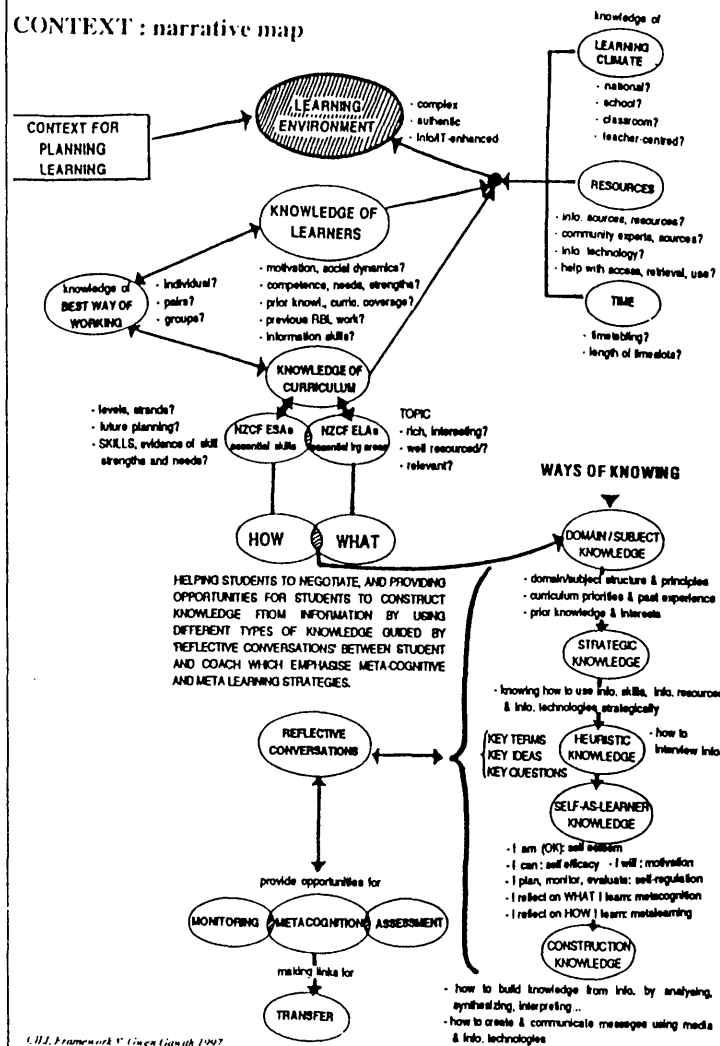 CONTEXT : narrative map
knowledge of
LEARNING
CLIMATE
- national?
- school?
- classroom?
- teacher-centred?
CONTEXT FOR
PLANNING
LEARNING
LEARNING
ENVIRONMENT
- complex
- authentic
- Info/IT-enhanced
RESOURCES
- info. sources, resources?
- community experts, sources?
- info technology?
- help with access, retrieval, use?
TIME
- timetabling?
- length of timeslots?
KNOWLEDGE OF
LEARNERS
- motivation, social dynamics?
- competence, needs, strengths?
- prior knowl., curric. coverage?
- previous RBL work?
- information skills?
knowledge of
BEST WAY OF
WORKING
- individual?
- pairs?
- groups?
KNOWLEDGE OF
CURRICULUM
- levels, strands?
- future planning?
- SKILLS, evidence of skill
strengths and needs?
NZCF ESAs
essential skills
NZCF ELAs
essential lrg areas
TOPIC
- rich, interesting?
- well resourced/?
- relevant?
HOW
WHAT
HELPING STUDENTS TO NEGOTIATE, AND PROVIDING
OPPORTUNITIES FOR STUDENTS TO CONSTRUCT
KNOWLEDGE FROM INFORMATION BY USING
DIFFERENT TYPES OF KNOWLEDGE GUIDED BY
'REFLECTIVE CONVERSATIONS' BETWEEN STUDENT
AND COACH WHICH EMPHASISE META-COGNITIVE
AND META LEARNING STRATEGIES.
WAYS OF KNOWING
DOMAIN / SUBJECT
KNOWLEDGE
- domain/subject structure & principles
- curriculum priorities & past experience
- prior knowledge & interests
STRATEGIC
KNOWLEDGE
- knowing how to use info. skills, info. resources
& info. technologies strategically
KEY TERMS
KEY IDEAS
KEY QUESTIONS
HEURISTIC
KNOWLEDGE
- how to
interview info.
SELF-AS-LEARNER
KNOWLEDGE
- I am (OK): self esteem
- I can : self efficacy - I will : motivation
- I plan, monitor, evaluate: self-regulation
- I reflect on WHAT I learn: metacognition
- I reflect on HOW I learn: metalearning
CONSTRUCTION
KNOWLEDGE
- how to build knowledge from info. by analysing,
synthesizing, interpreting...
- how to create & communicate messages using media
& info. technologies
REFLECTIVE
CONVERSATIONS
provide opportunities for
MONITORING
METACOGNITION
ASSESSMENT
making links for
TRANSFER
Framework Gwen Gawith 1997